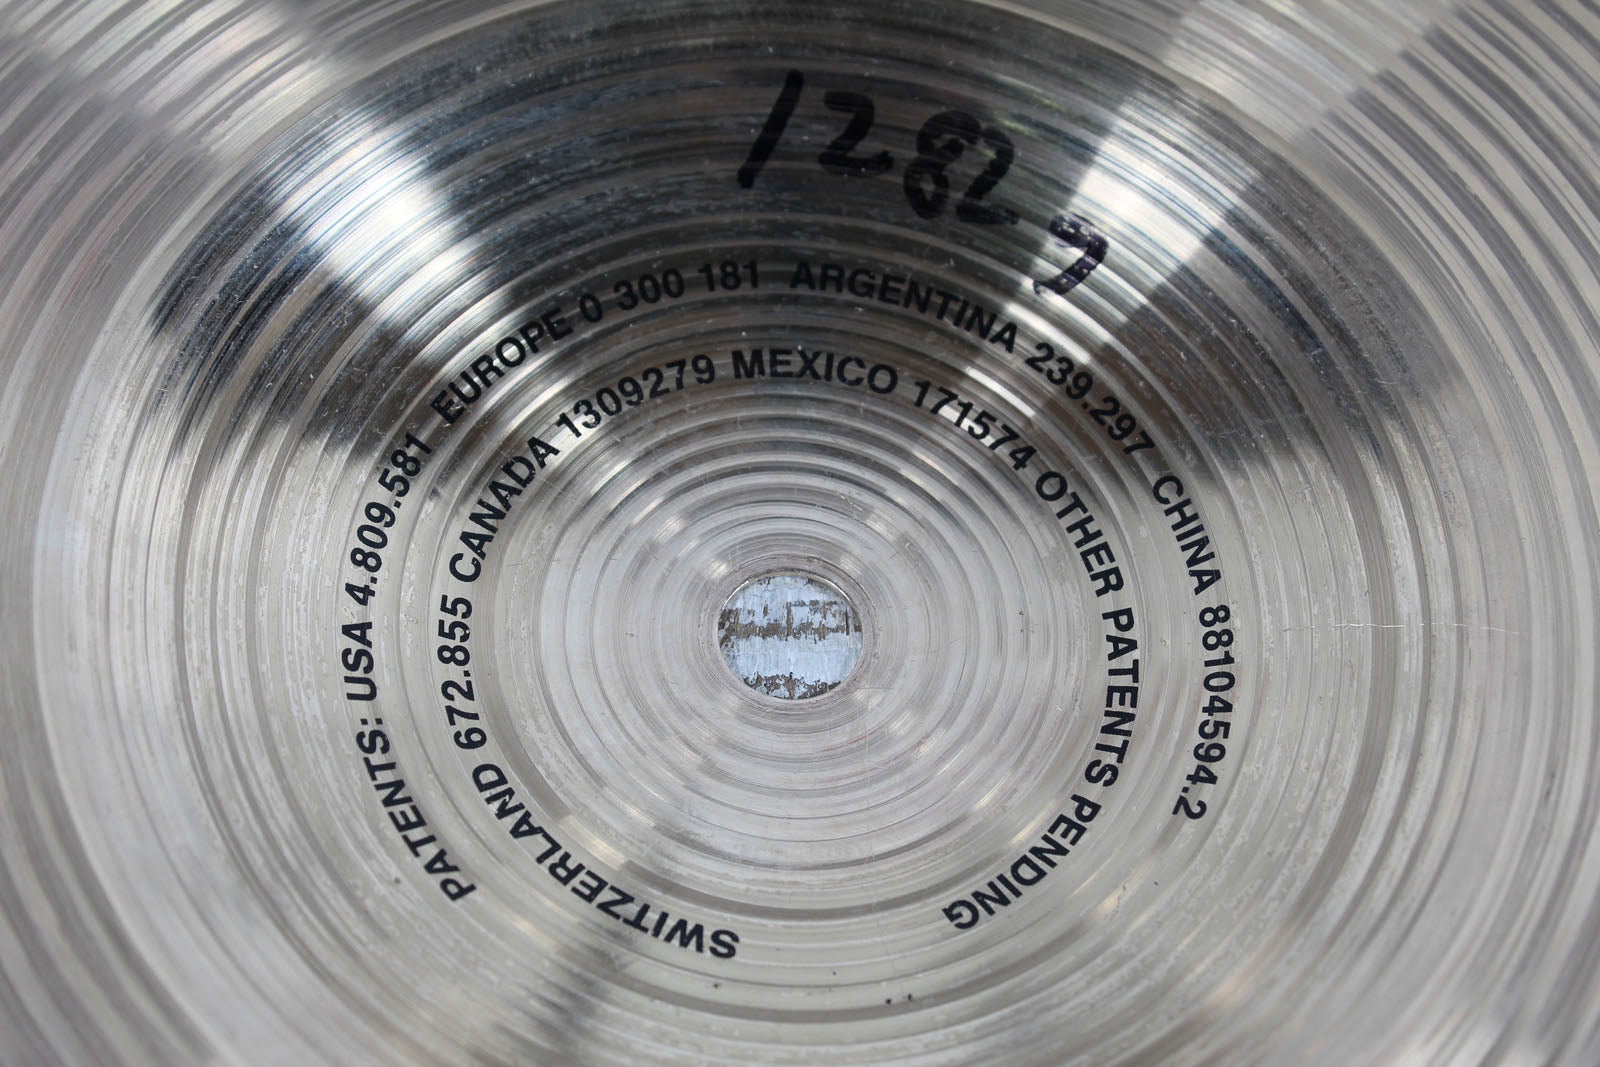 1282 g
PATENTS: USA 4.809.581 EUROPE 0 300 181 ARGENTINA 239.297 CHINA 88104594.2
SWITZERLAND 672.855 CANADA 1309279 MEXICO 171574 OTHER PATENTS PENDING